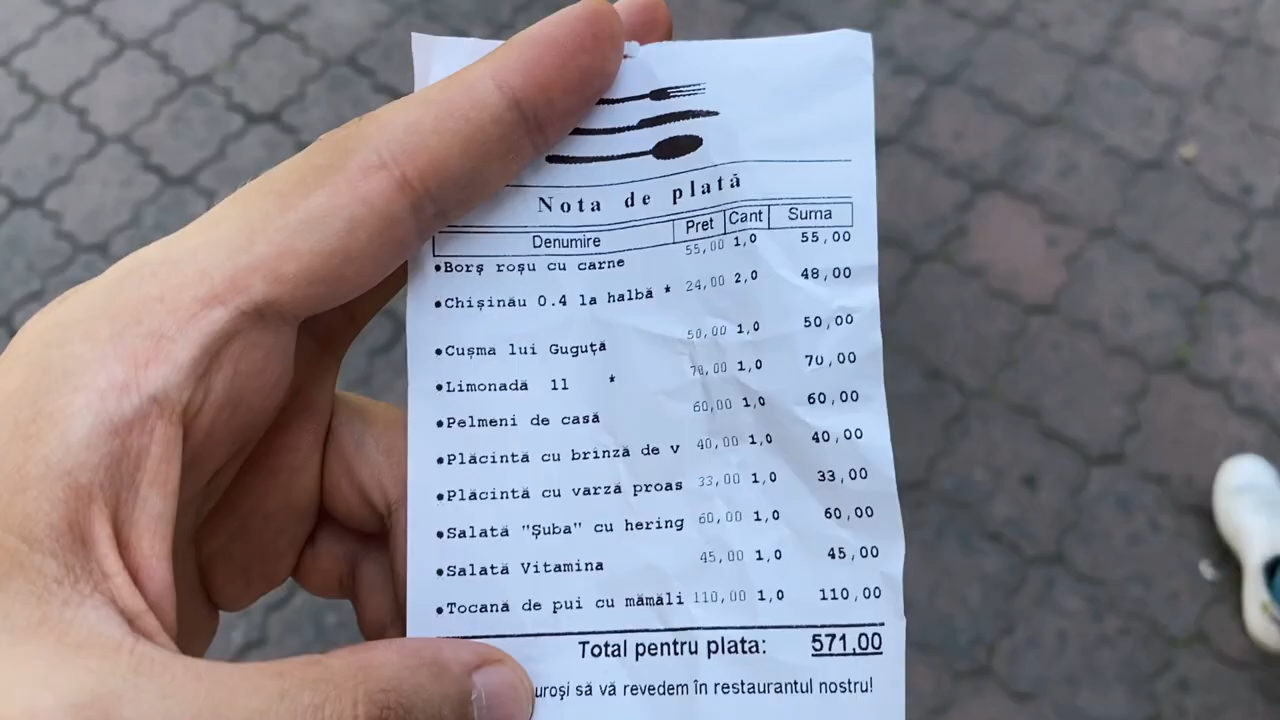 Nota de plată
Denumire Pret Cant Surna
•Borş roşu cu carne 55,00 1,0 55,00
•Chişinău 0.4 la halbă * 24,00 2,0 48,00
•Cuşma lui Guguţă 50,00 1,0 50,00
•Limonadă 1l * 70,00 1,0 70,00
•Pelmeni de casă 60,00 1,0 60,00
•Plăcintă cu brînză de v 40,00 1,0 40,00
•Plăcintă cu varză proas 33,00 1,0 33,00
•Salată "Şuba" cu hering 60,00 1,0 60,00
•Salată Vitamina 45,00 1,0 45,00
•Tocană de pui cu mămăli 110,00 1,0 110,00
Total pentru plata: 571,00
uroşi să vă revedem în restaurantul nostru!